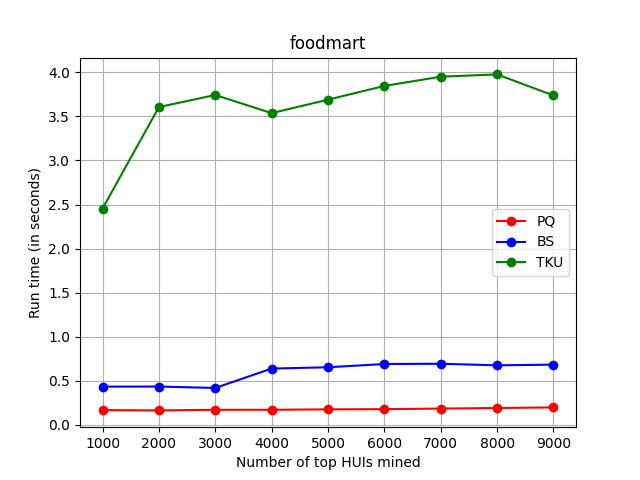 foodmart
4.0
3.5
3.0
2.5
2.0
1.5
1.0
0.5
0.0
Run time (in seconds)
PQ
BS
TKU
1000 2000 3000 4000 5000 6000 7000 8000 9000
Number of top HUIs mined